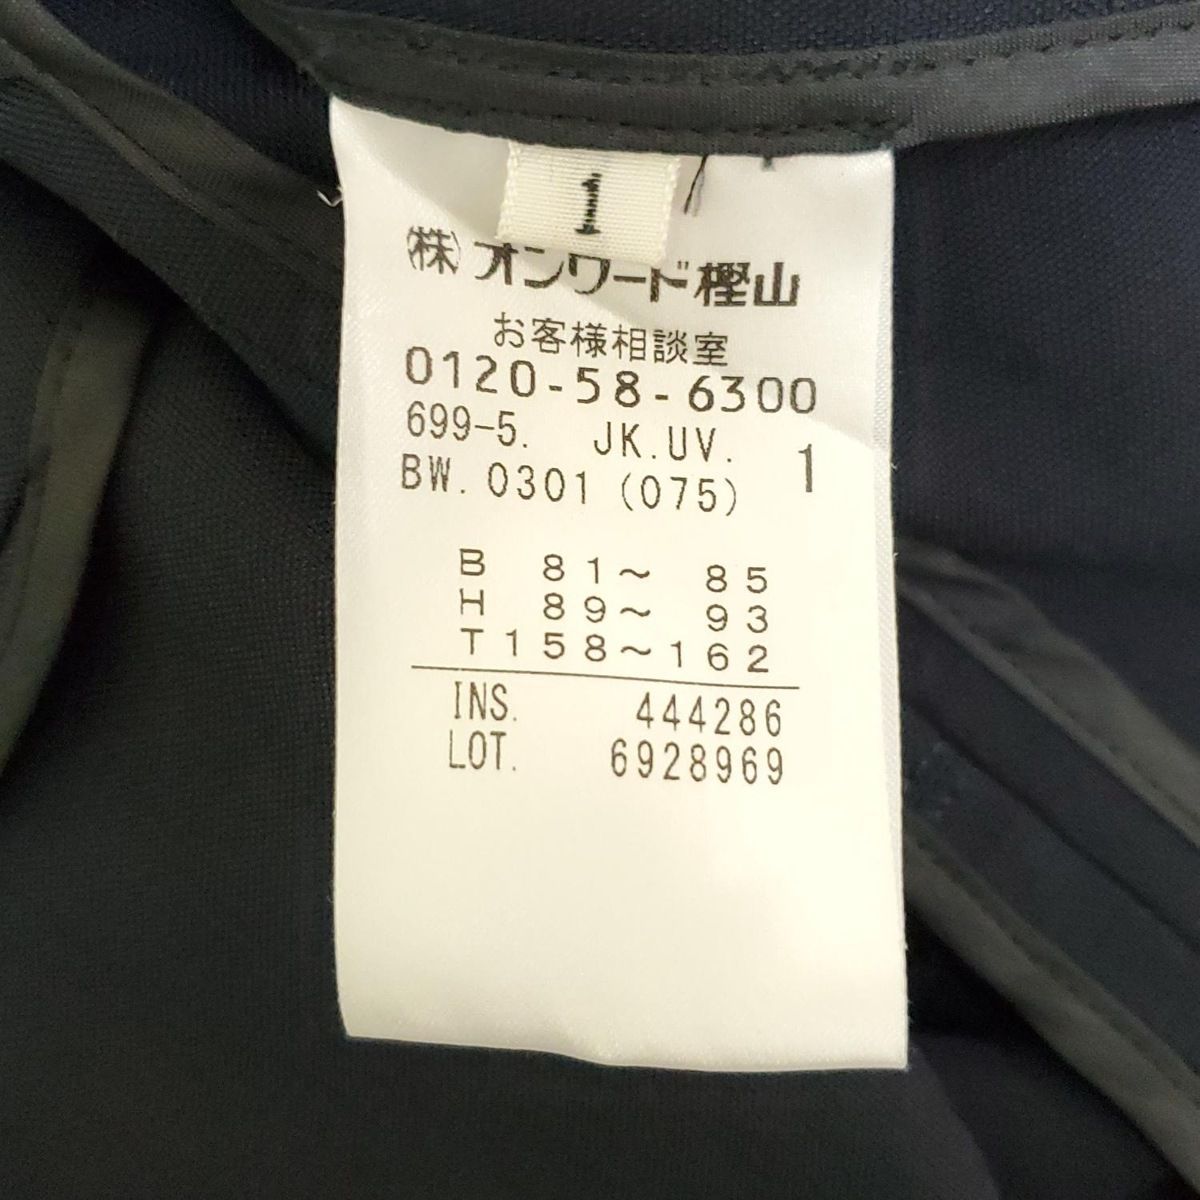 1
㈱オンワード樫山
お客様相談室
0120-58-6300
699-5. JK.UV. 1
BW. 0301 (075)
B 81～ 85
H 89～ 93
T158～162
INS. 444286
LOT. 6928969